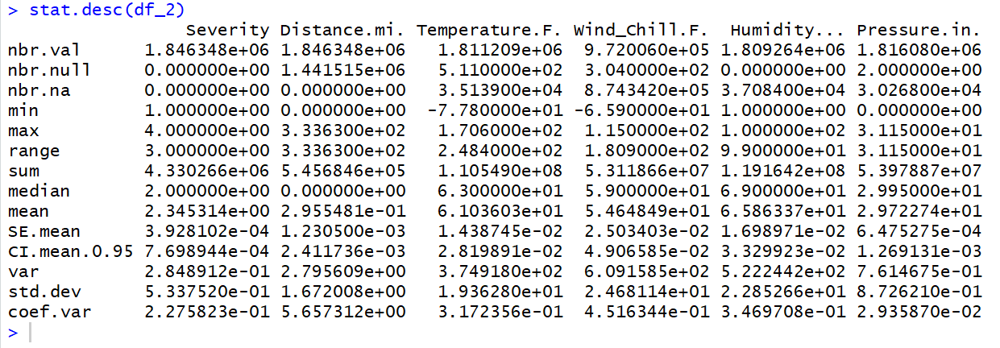 > stat.desc(df_2)
Severity Distance.mi. Temperature.F. Wind_Chill.F. Humidity... Pressure.in.
nbr.val 1.846348e+06 1.846348e+06 1.811209e+06 9.720060e+05 1.809264e+06 1.816080e+06
nbr.null 0.000000e+00 1.441515e+06 5.110000e+02 3.040000e+02 0.000000e+00 2.000000e+00
nbr.na 0.000000e+00 0.000000e+00 3.513900e+04 8.743420e+05 3.708400e+04 3.026800e+04
min 1.000000e+00 0.000000e+00 -7.780000e+01 -6.590000e+01 1.000000e+00 0.000000e+00
max 4.000000e+00 3.336300e+02 1.706000e+02 1.150000e+02 1.000000e+02 3.115000e+01
range 3.000000e+00 3.336300e+02 2.484000e+02 1.809000e+02 9.900000e+01 3.115000e+01
sum 4.330266e+06 5.456846e+05 1.105490e+08 5.311866e+07 1.191642e+08 5.397887e+07
median 2.000000e+00 0.000000e+00 6.300000e+01 5.900000e+01 6.900000e+01 2.995000e+01
mean 2.345314e+00 2.955481e-01 6.103603e+01 5.464849e+01 6.586337e+01 2.972274e+01
SE.mean 3.928102e-04 1.230500e-03 1.438745e-02 2.503403e-02 1.698971e-02 6.475275e-04
CI.mean.0.95 7.698944e-04 2.411736e-03 2.819891e-02 4.906585e-02 3.329923e-02 1.269131e-03
var 2.848912e-01 2.795609e+00 3.749180e+02 6.091585e+02 5.222442e+02 7.614675e-01
std.dev 5.337520e-01 1.672008e+00 1.936280e+01 2.468114e+01 2.285266e+01 8.726210e-01
coef.var 2.275823e-01 5.657312e+00 3.172356e-01 4.516344e-01 3.469708e-01 2.935870e-02
>